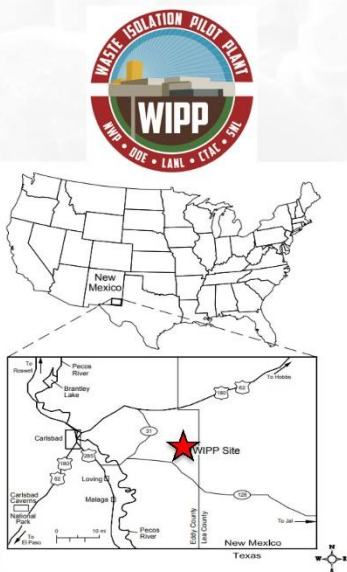 WASTE ISOLATION PILOT PLANT
WIPP
NWP • DOE • LANL • CTAC • SNL
New
Mexico
To
Roswell
Pecos
River
Brantley
Lake
To Hobbs
180
62
Carlsbad
31
WIPP Site
285
180
62
Loving
Malaga
Carlsbad
Caverns
National
Park
128
To
El Paso
0 10 mi
Pecos
River
Eddy County
Lea County
To Jal
New Mexico
Texas
N
W E
S